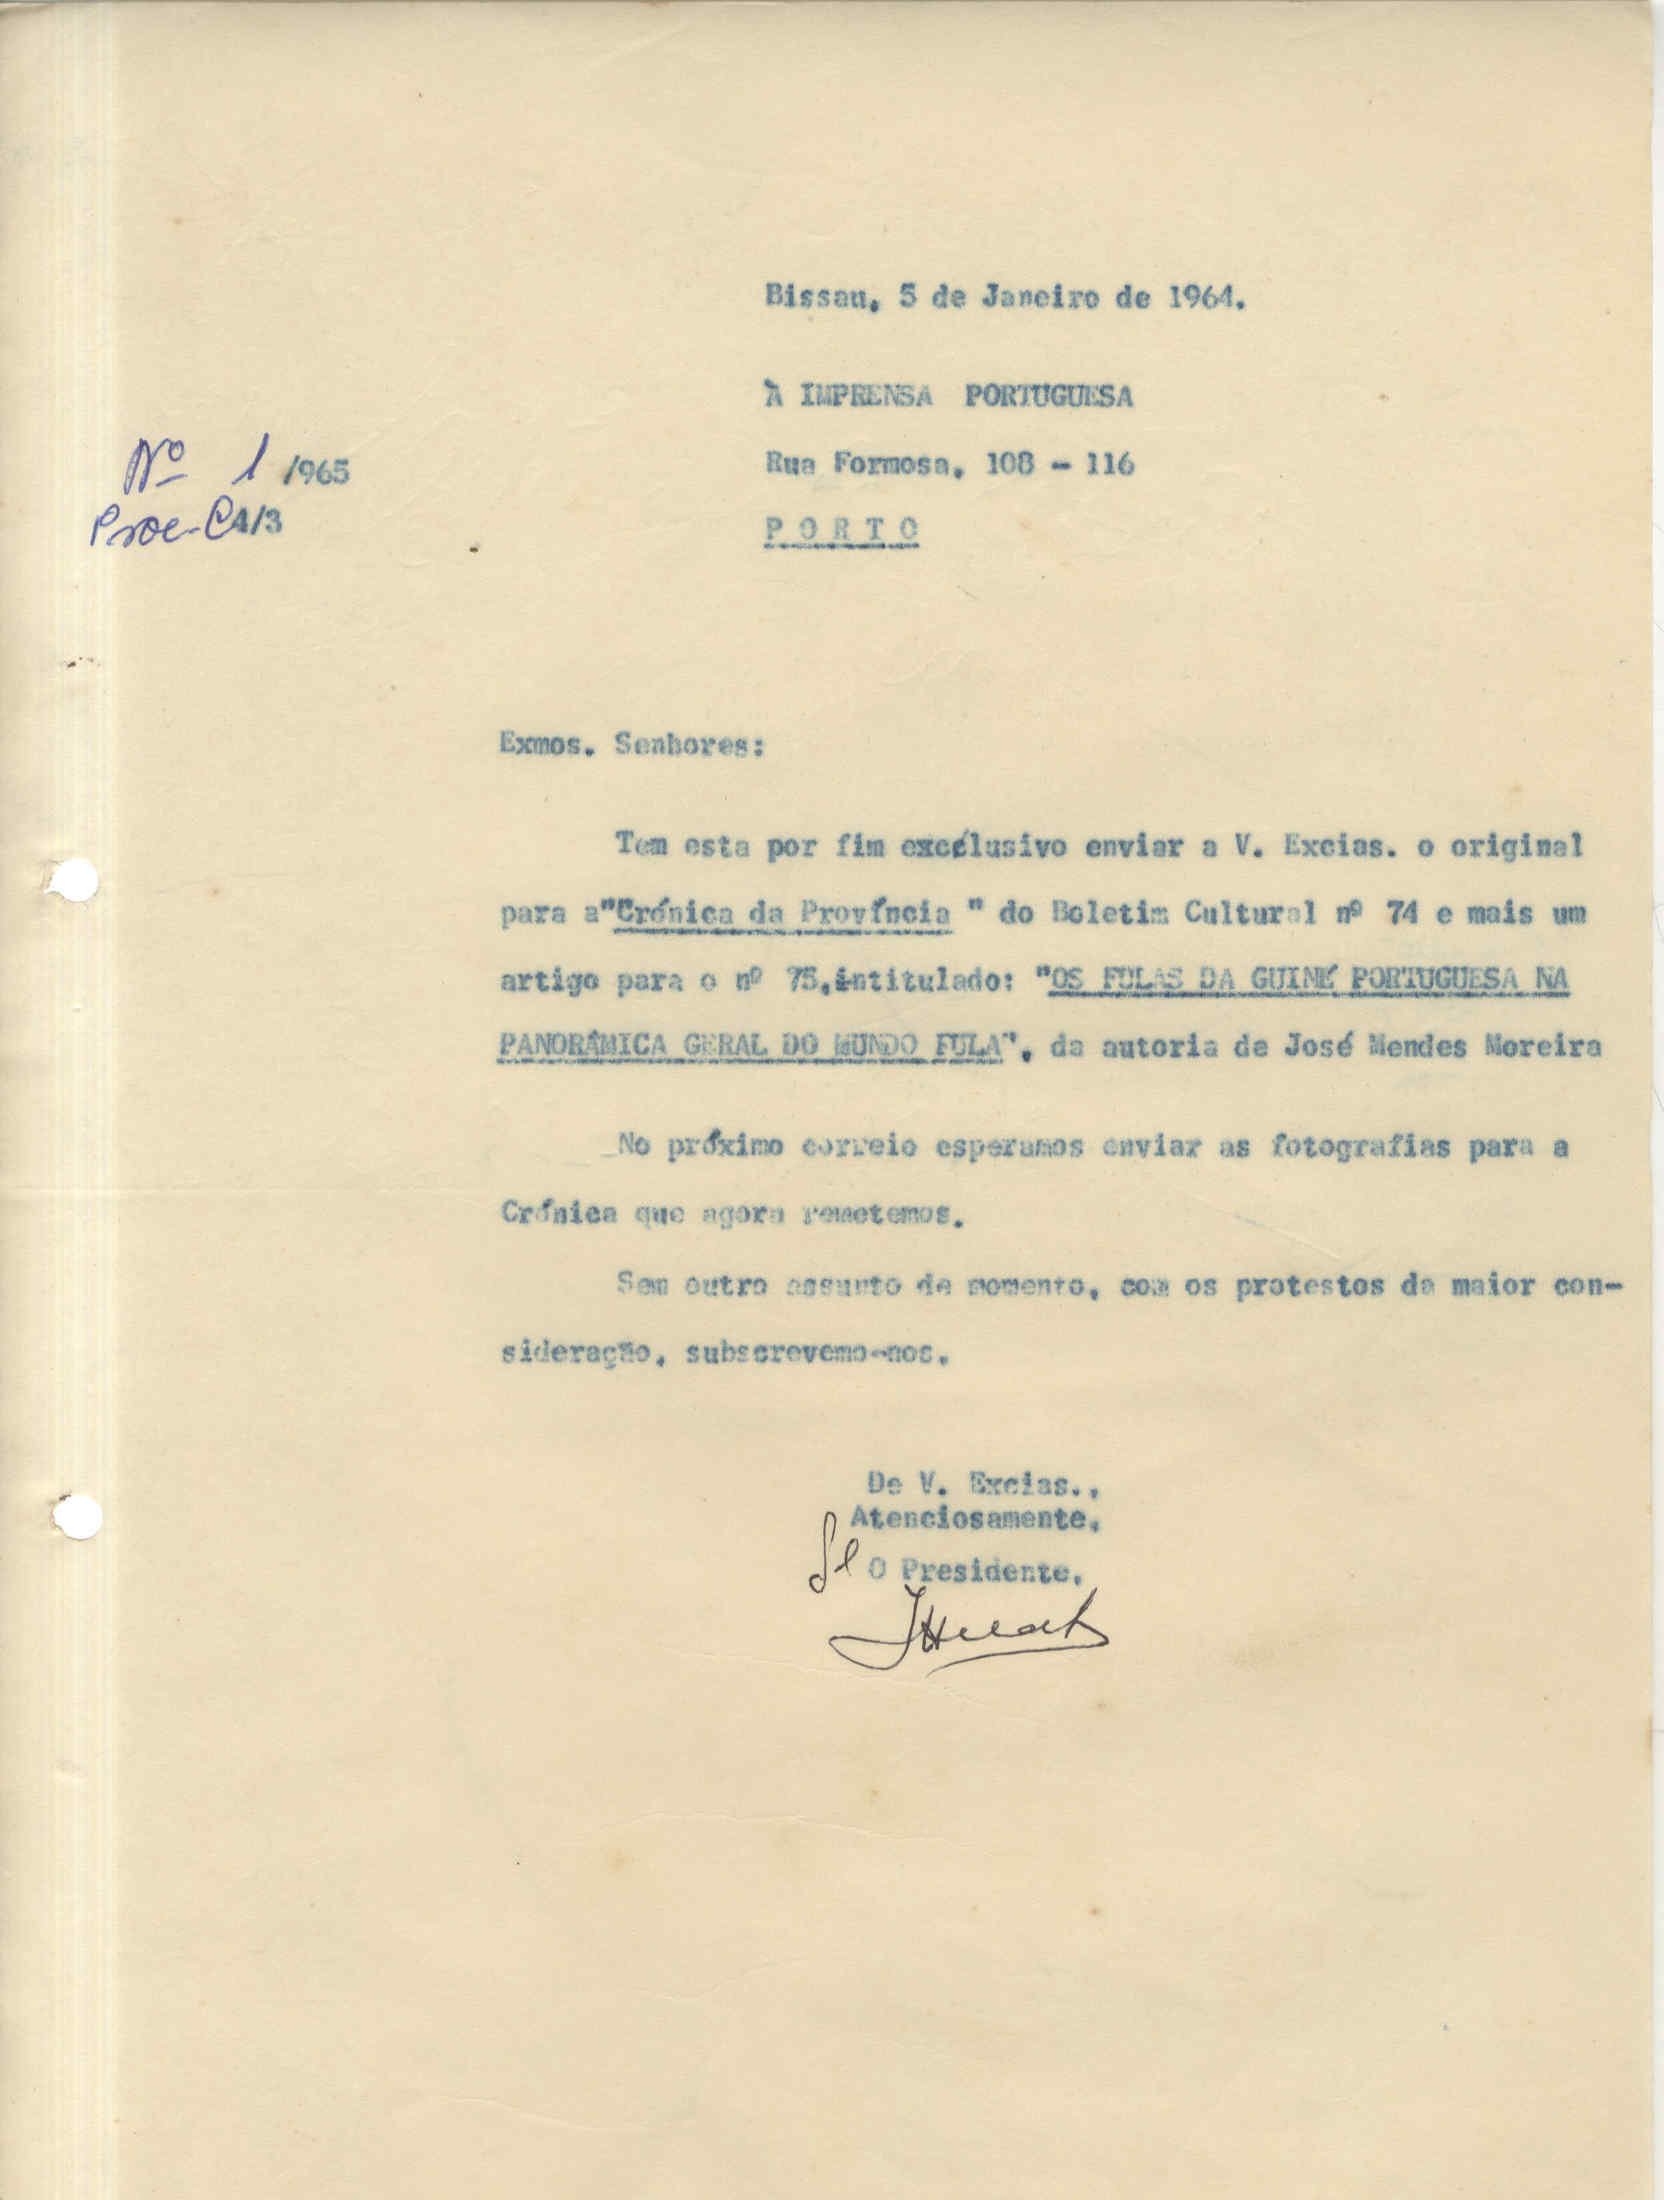 Bissau, 5 de Janeiro de 1964.
À IMPRENSA PORTUGUESA
Nº 1 /965
Rua Formosa, 108 - 116
Proc-C4/3
PORTO
Exmos. Senhores:
Tem esta por fim excélusivo enviar a V. Excias. o original
para a"Crónica da Província " do Boletim Cultural nº 74 e mais um
artigo para o nº 75,intitulado: "OS FULAS DA GUINÉ PORTUGUESA NA
PANORÂMICA GERAL DO MUNDO FULA", da autoria de José Mendes Moreira
_No próximo correio esperamos enviar as fotografias para a
Crónica que agora remetemos.
Sem outro assunto de momento, com os protestos da maior con-
sideração, subscrevemo-nos,
De V. Excias.,
Atenciosamente,
O Presidente,